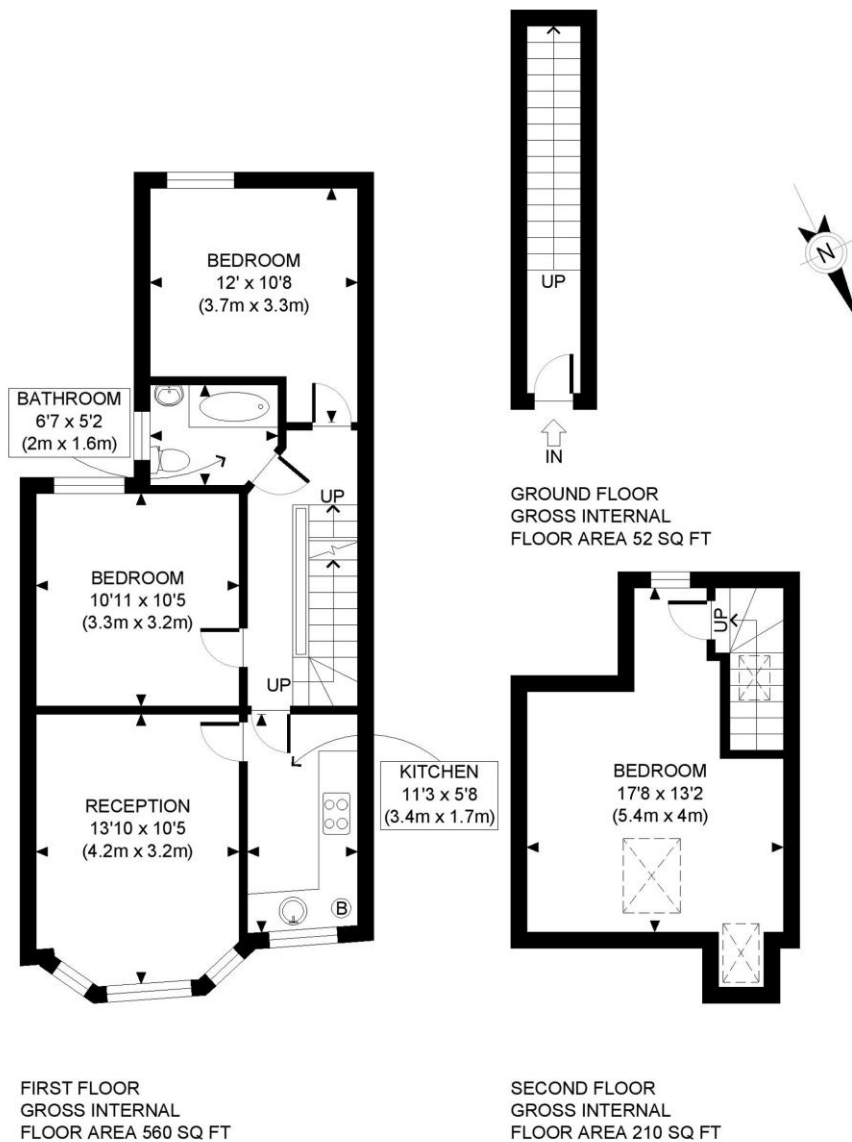 BEDROOM
12' x 10'8
(3.7m x 3.3m)
BATHROOM
6'7 x 5'2
(2m x 1.6m)
UP
BEDROOM
10'11 x 10'5
(3.3m x 3.2m)
UP
RECEPTION
13'10 x 10'5
(4.2m x 3.2m)
KITCHEN
11'3 x 5'8
(3.4m x 1.7m)
B
FIRST FLOOR
GROSS INTERNAL
FLOOR AREA 560 SQ FT
UP
IN
GROUND FLOOR
GROSS INTERNAL
FLOOR AREA 52 SQ FT
N
UP
BEDROOM
17'8 x 13'2
(5.4m x 4m)
SECOND FLOOR
GROSS INTERNAL
FLOOR AREA 210 SQ FT